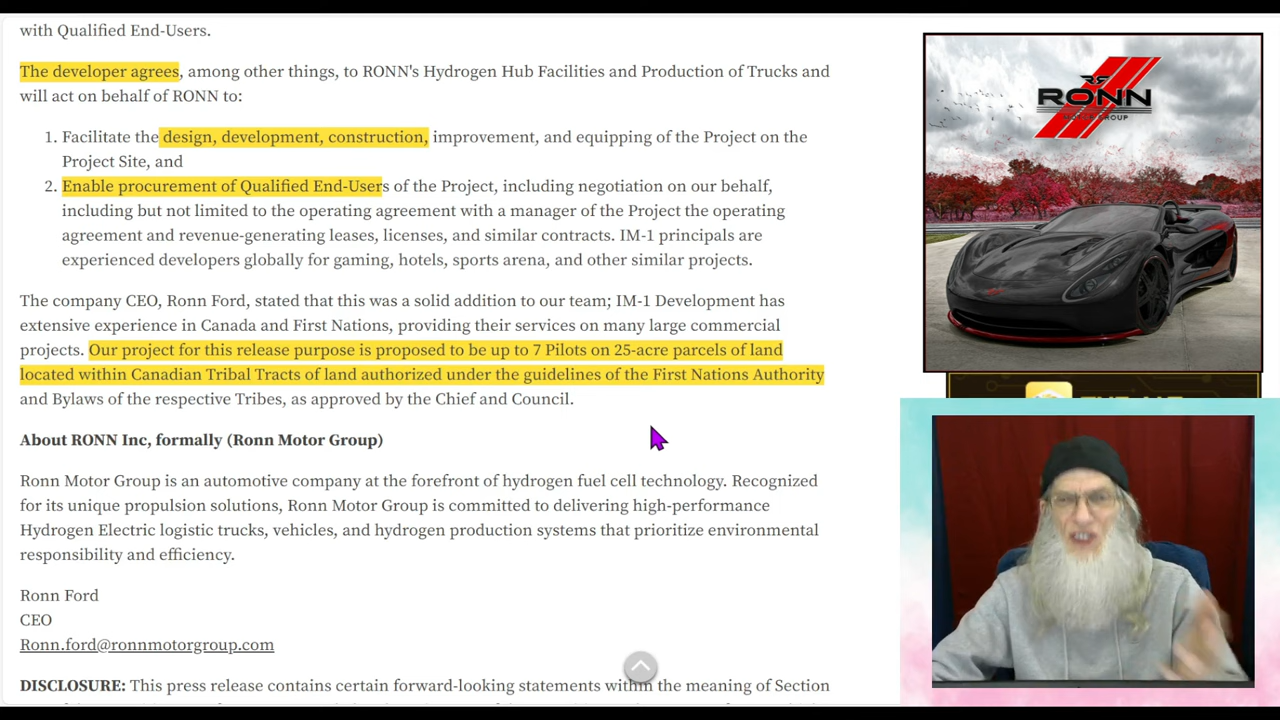 with Qualified End-Users.
The developer agrees, among other things, to RONN's Hydrogen Hub Facilities and Production of Trucks and
will act on behalf of RONN to:
1. Facilitate the design, development, construction, improvement, and equipping of the Project on the
Project Site, and
2. Enable procurement of Qualified End-Users of the Project, including negotiation on our behalf,
including but not limited to the operating agreement with a manager of the Project the operating
agreement and revenue-generating leases, licenses, and similar contracts. IM-1 principals are
experienced developers globally for gaming, hotels, sports arena, and other similar projects.
The company CEO, Ronn Ford, stated that this was a solid addition to our team; IM-1 Development has
extensive experience in Canada and First Nations, providing their services on many large commercial
projects. Our project for this release purpose is proposed to be up to 7 Pilots on 25-acre parcels of land
located within Canadian Tribal Tracts of land authorized under the guidelines of the First Nations Authority
and Bylaws of the respective Tribes, as approved by the Chief and Council.
About RONN Inc, formally (Ronn Motor Group)
Ronn Motor Group is an automotive company at the forefront of hydrogen fuel cell technology. Recognized
for its unique propulsion solutions, Ronn Motor Group is committed to delivering high-performance
Hydrogen Electric logistic trucks, vehicles, and hydrogen production systems that prioritize environmental
responsibility and efficiency.
Ronn Ford
CEO
Ronn.ford@ronnmotorgroup.com
DISCLOSURE: This press release contains certain forward-looking statements within the meaning of Section
RONN
MOTOR GROUP